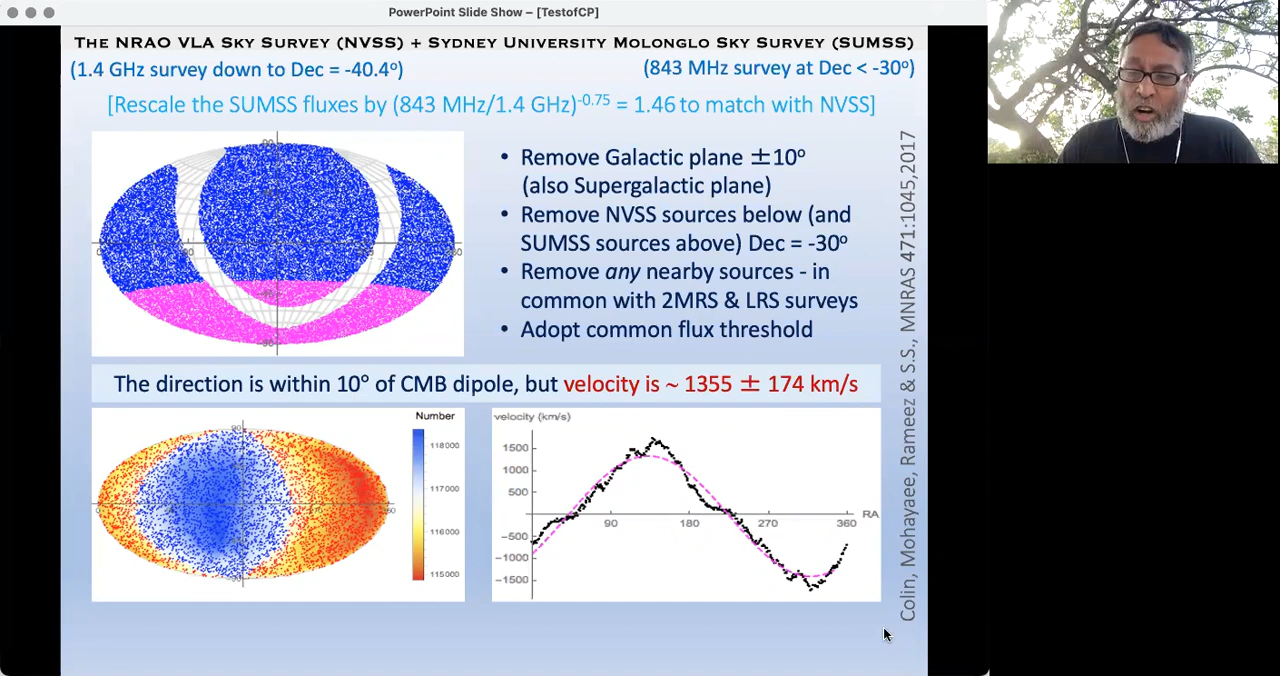 PowerPoint Slide Show – [TestofCP]
THE NRAO VLA SKY SURVEY (NVSS) + SYDNEY UNIVERSITY MOLONGLO SKY SURVEY (SUMSS)
(1.4 GHz survey down to Dec = -40.4°)
(843 MHz survey at Dec < -30°)
[Rescale the SUMSS fluxes by (843 MHz/1.4 GHz)^-0.75 = 1.46 to match with NVSS]
• Remove Galactic plane ±10°
(also Supergalactic plane)
• Remove NVSS sources below (and
SUMSS sources above) Dec = -30°
• Remove any nearby sources - in
common with 2MRS & LRS surveys
• Adopt common flux threshold
Colin, Mohayaee, Rameez & S.S., MNRAS 471:1045,2017
The direction is within 10° of CMB dipole, but velocity is ~ 1355 ± 174 km/s
Number
118000
117000
116000
115000
velocity (km/s)
1500
1000
500
-500
-1000
-1500
90
180
270
360
RA